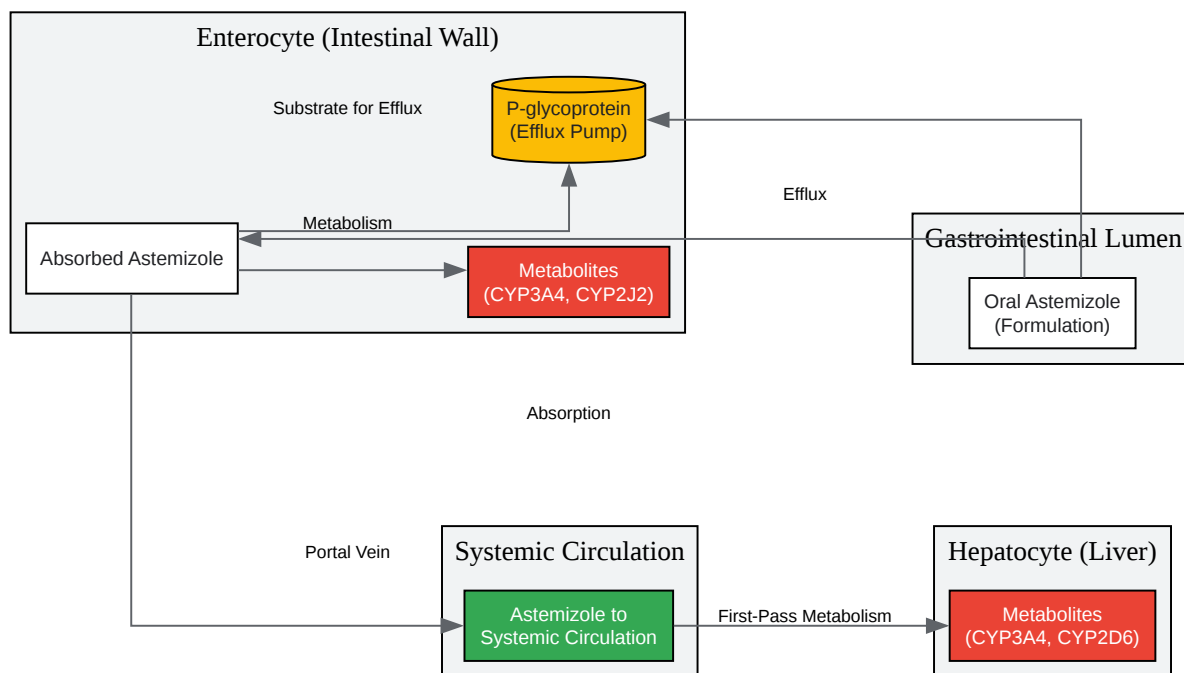 Enterocyte (Intestinal Wall)
Substrate for Efflux
P-glycoprotein
(Efflux Pump)
Efflux
Metabolism
Absorbed Astemizole
Metabolites
(CYP3A4, CYP2J2)
Gastrointestinal Lumen
Oral Astemizole
(Formulation)
Absorption
Portal Vein
Systemic Circulation
Astemizole to
Systemic Circulation
First-Pass Metabolism
Hepatocyte (Liver)
Metabolites
(CYP3A4, CYP2D6)